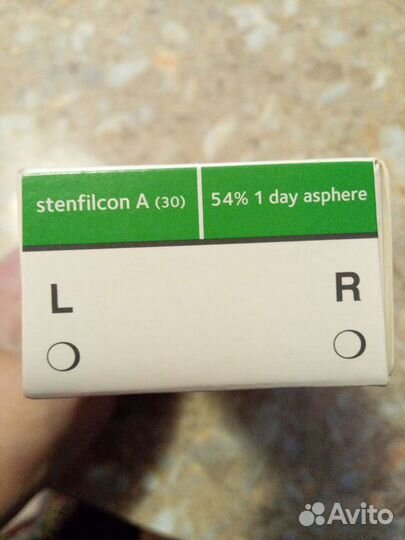 stenfilcon A (30) 54% 1 day asphere
L R
Avito